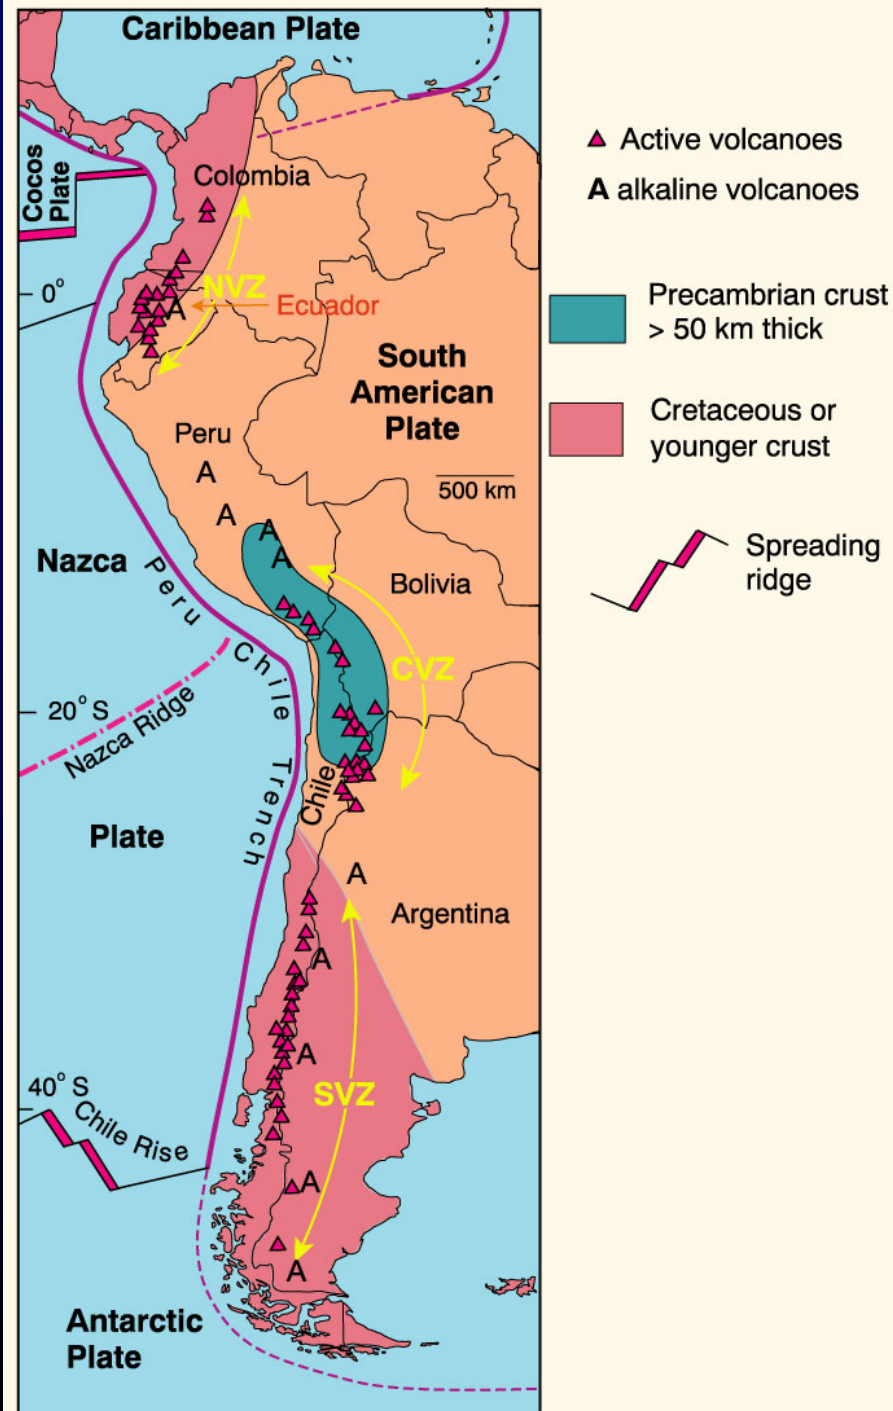 Caribbean Plate
Active volcanoes
Cocos
Plate
Colombia
A alkaline volcanoes
0°
NVZ
A
Ecuador
Precambrian crust
> 50 km thick
South
American
Plate
Cretaceous or
younger crust
Peru
A
500 km
A
A
Nazca
A
Spreading
ridge
Bolivia
Peru Chile Trench
CVZ
20° S
Nazca Ridge
Chile
Plate
A
Argentina
A
A
40° S
SVZ
Chile Rise
A
A
Antarctic
Plate